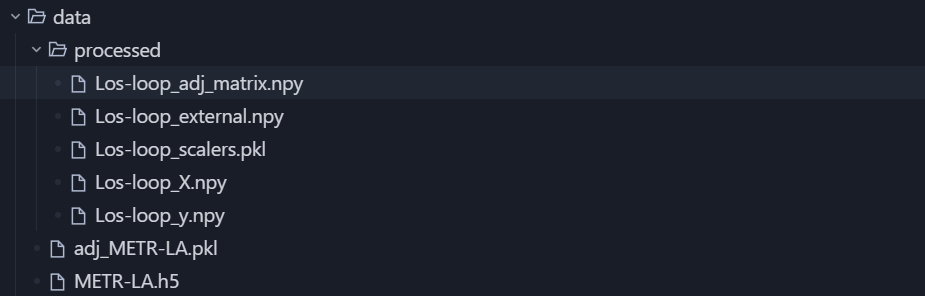 data
processed
Los-loop_adj_matrix.npy
Los-loop_external.npy
Los-loop_scalers.pkl
Los-loop_X.npy
Los-loop_y.npy
adj_METR-LA.pkl
METR-LA.h5